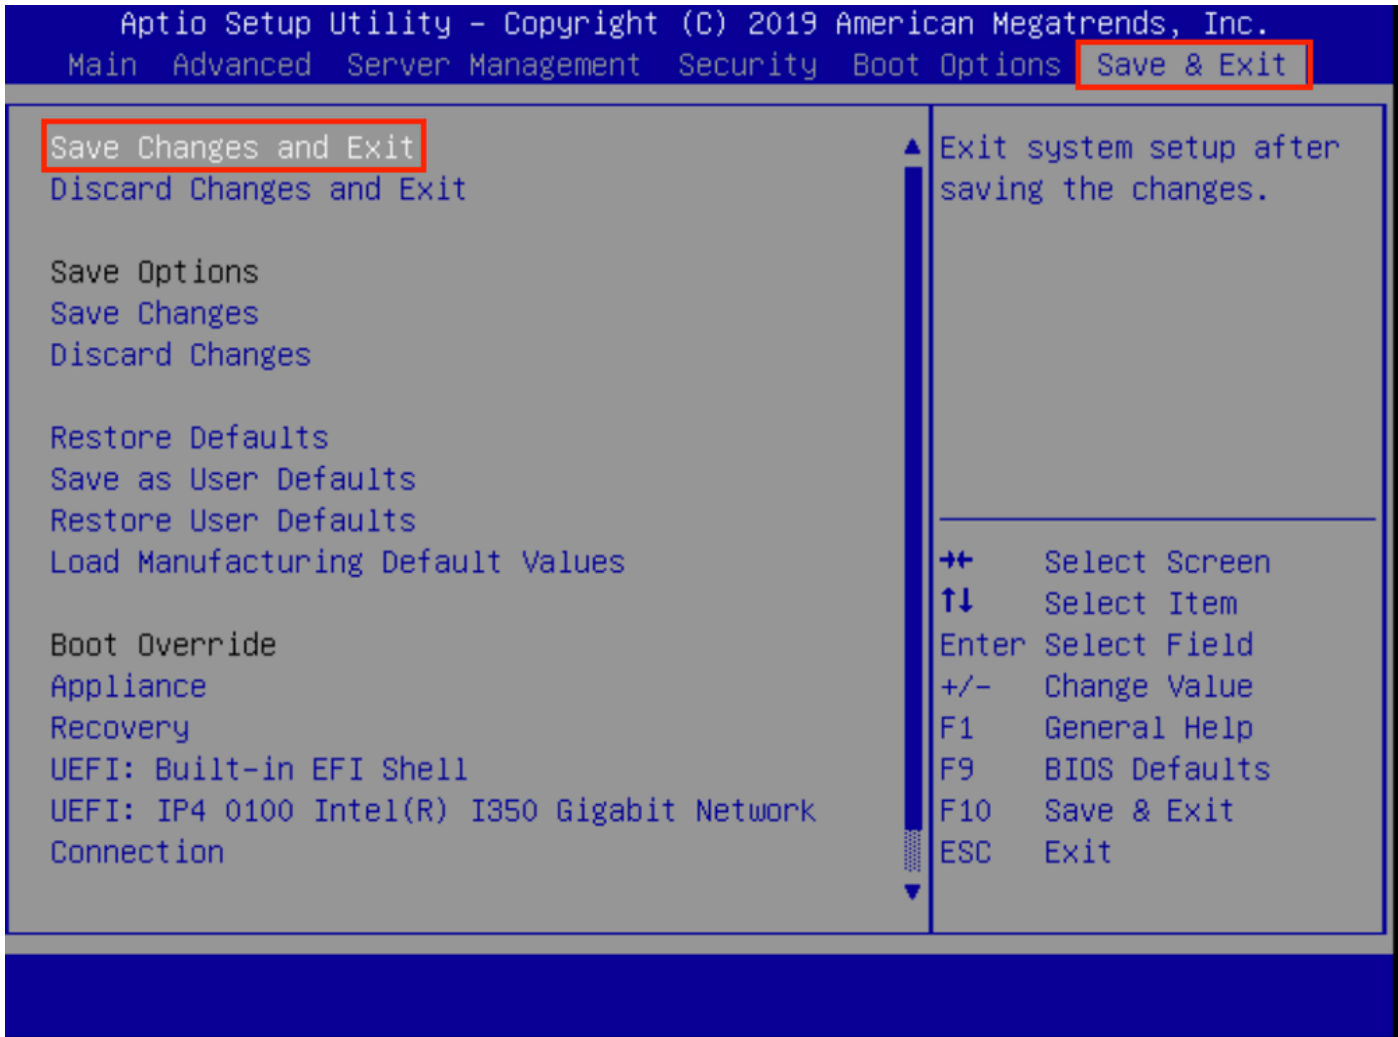 Aptio Setup Utility – Copyright (C) 2019 American Megatrends, Inc.
Main Advanced Server Management Security Boot Options Save & Exit
Save Changes and Exit
Discard Changes and Exit
Save Options
Save Changes
Discard Changes
Restore Defaults
Save as User Defaults
Restore User Defaults
Load Manufacturing Default Values
Boot Override
Appliance
Recovery
UEFI: Built-in EFI Shell
UEFI: IP4 0100 Intel(R) I350 Gigabit Network
Connection
Exit system setup after
saving the changes.
→← Select Screen
↑↓ Select Item
Enter Select Field
+/- Change Value
F1 General Help
F9 BIOS Defaults
F10 Save & Exit
ESC Exit